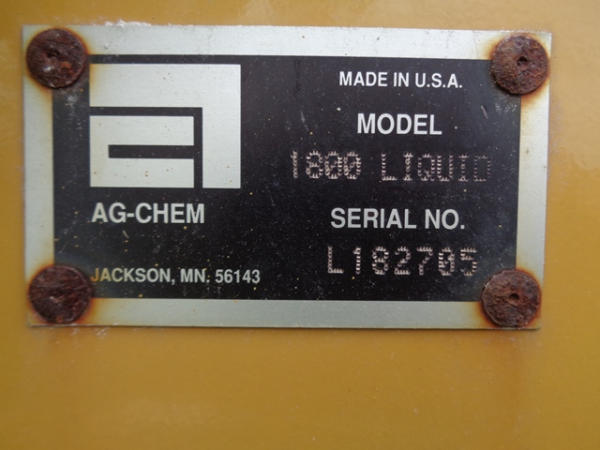 AG-CHEM
JACKSON, MN. 56143
MADE IN U.S.A.
MODEL
1800 LIQUID
SERIAL NO.
L182705